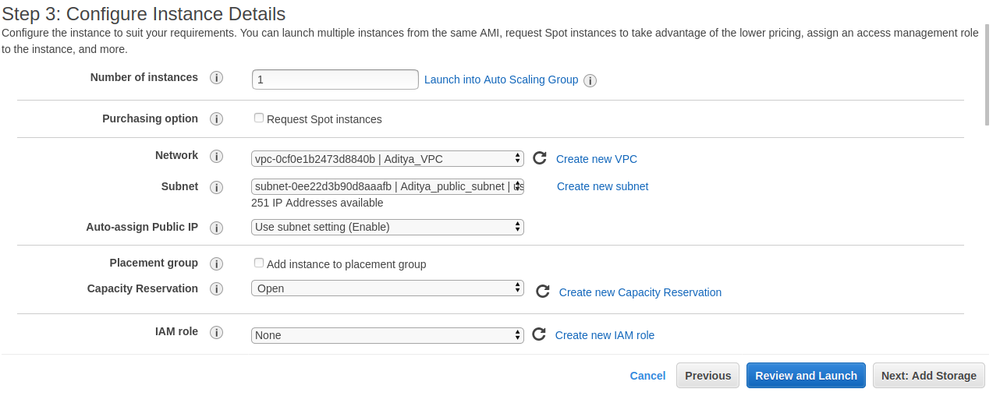 Step 3: Configure Instance Details
Configure the instance to suit your requirements. You can launch multiple instances from the same AMI, request Spot instances to take advantage of the lower pricing, assign an access management role
to the instance, and more.
Number of instances 1 Launch into Auto Scaling Group
Purchasing option Request Spot instances
Network vpc-0cf0e1b2473d8840b | Aditya_VPC Create new VPC
Subnet subnet-0ee22d3b90d8aaafb | Aditya_public_subnet | Create new subnet
251 IP Addresses available
Auto-assign Public IP Use subnet setting (Enable)
Placement group Add instance to placement group
Capacity Reservation Open Create new Capacity Reservation
IAM role None Create new IAM role
Cancel Previous Review and Launch Next: Add Storage